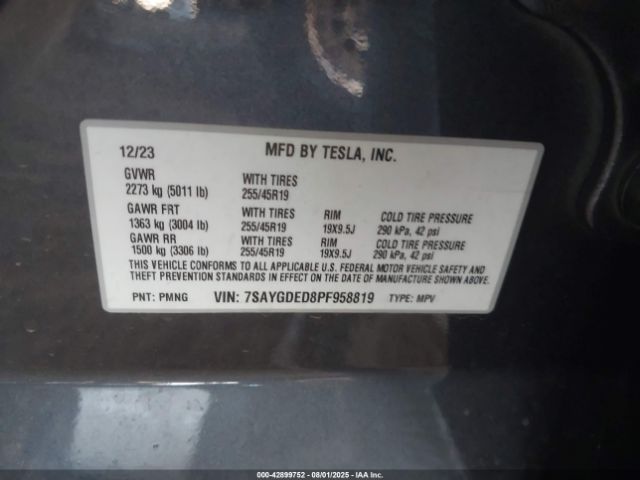 12/23 MFD BY TESLA, INC.
GVWR
2273 kg (5011 lb) WITH TIRES 255/45R19
GAWR FRT WITH TIRES RIM COLD TIRE PRESSURE
1363 kg (3004 lb) 255/45R19 19X9.5J 290 kPa, 42 psi
GAWR RR WITH TIRES RIM COLD TIRE PRESSURE
1500 kg (3306 lb) 255/45R19 19X9.5J 290 kPa, 42 psi
THIS VEHICLE CONFORMS TO ALL APPLICABLE U.S. FEDERAL MOTOR VEHICLE SAFETY AND
THEFT PREVENTION STANDARDS IN EFFECT ON THE DATE OF MANUFACTURE SHOWN ABOVE.
PNT: PMNG VIN: 7SAYGDED8PF958819 TYPE: MPV
000-42899752 - 08/01/2025 - IAA Inc.